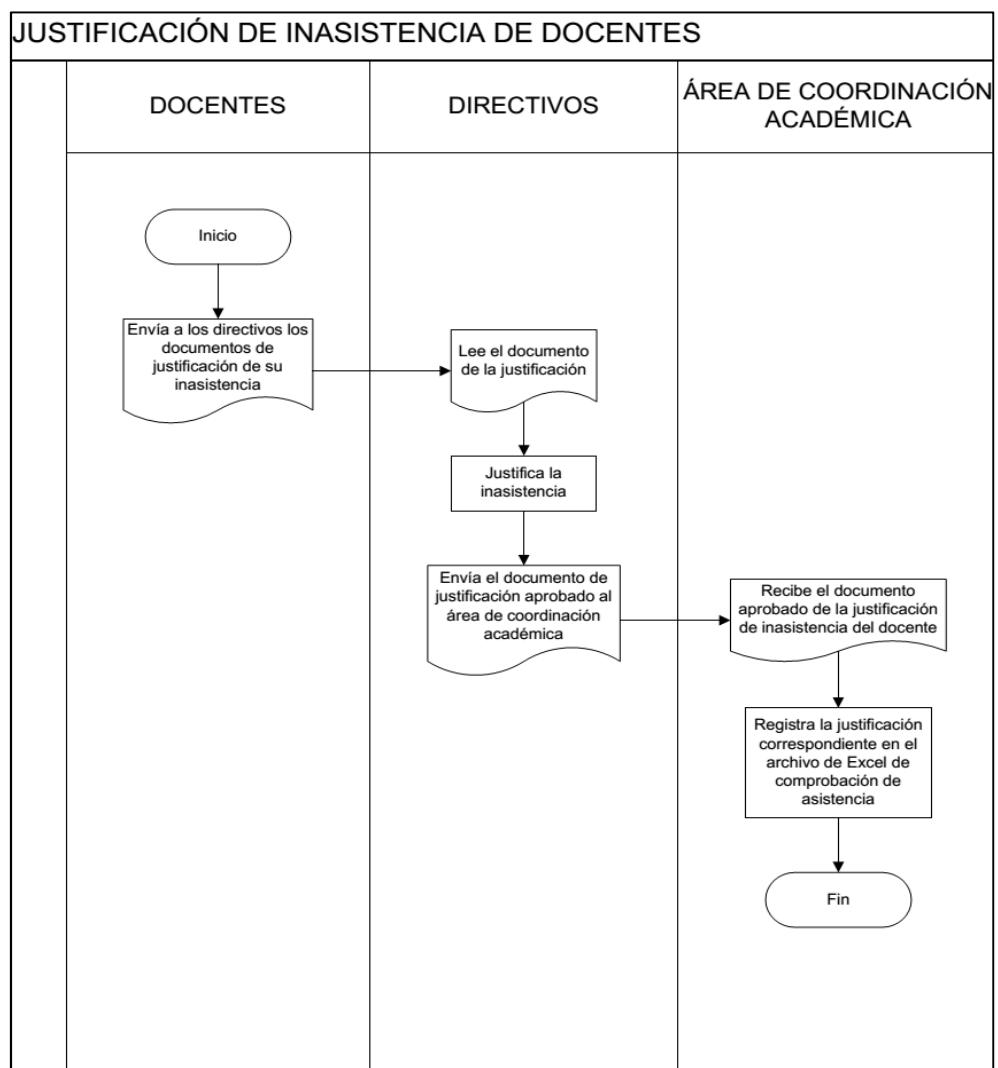 JUSTIFICACIÓN DE INASISTENCIA DE DOCENTES
DOCENTES
DIRECTIVOS
ÁREA DE COORDINACIÓN
ACADÉMICA
Inicio
Envía a los directivos los
documentos de
justificación de su
inasistencia
Lee el documento
de la justificación
Justifica la
inasistencia
Envía el documento de
justificación aprobado al
área de coordinación
académica
Recibe el documento
aprobado de la justificación
de inasistencia del docente
Registra la justificación
correspondiente en el
archivo de Excel de
comprobación de
asistencia
Fin